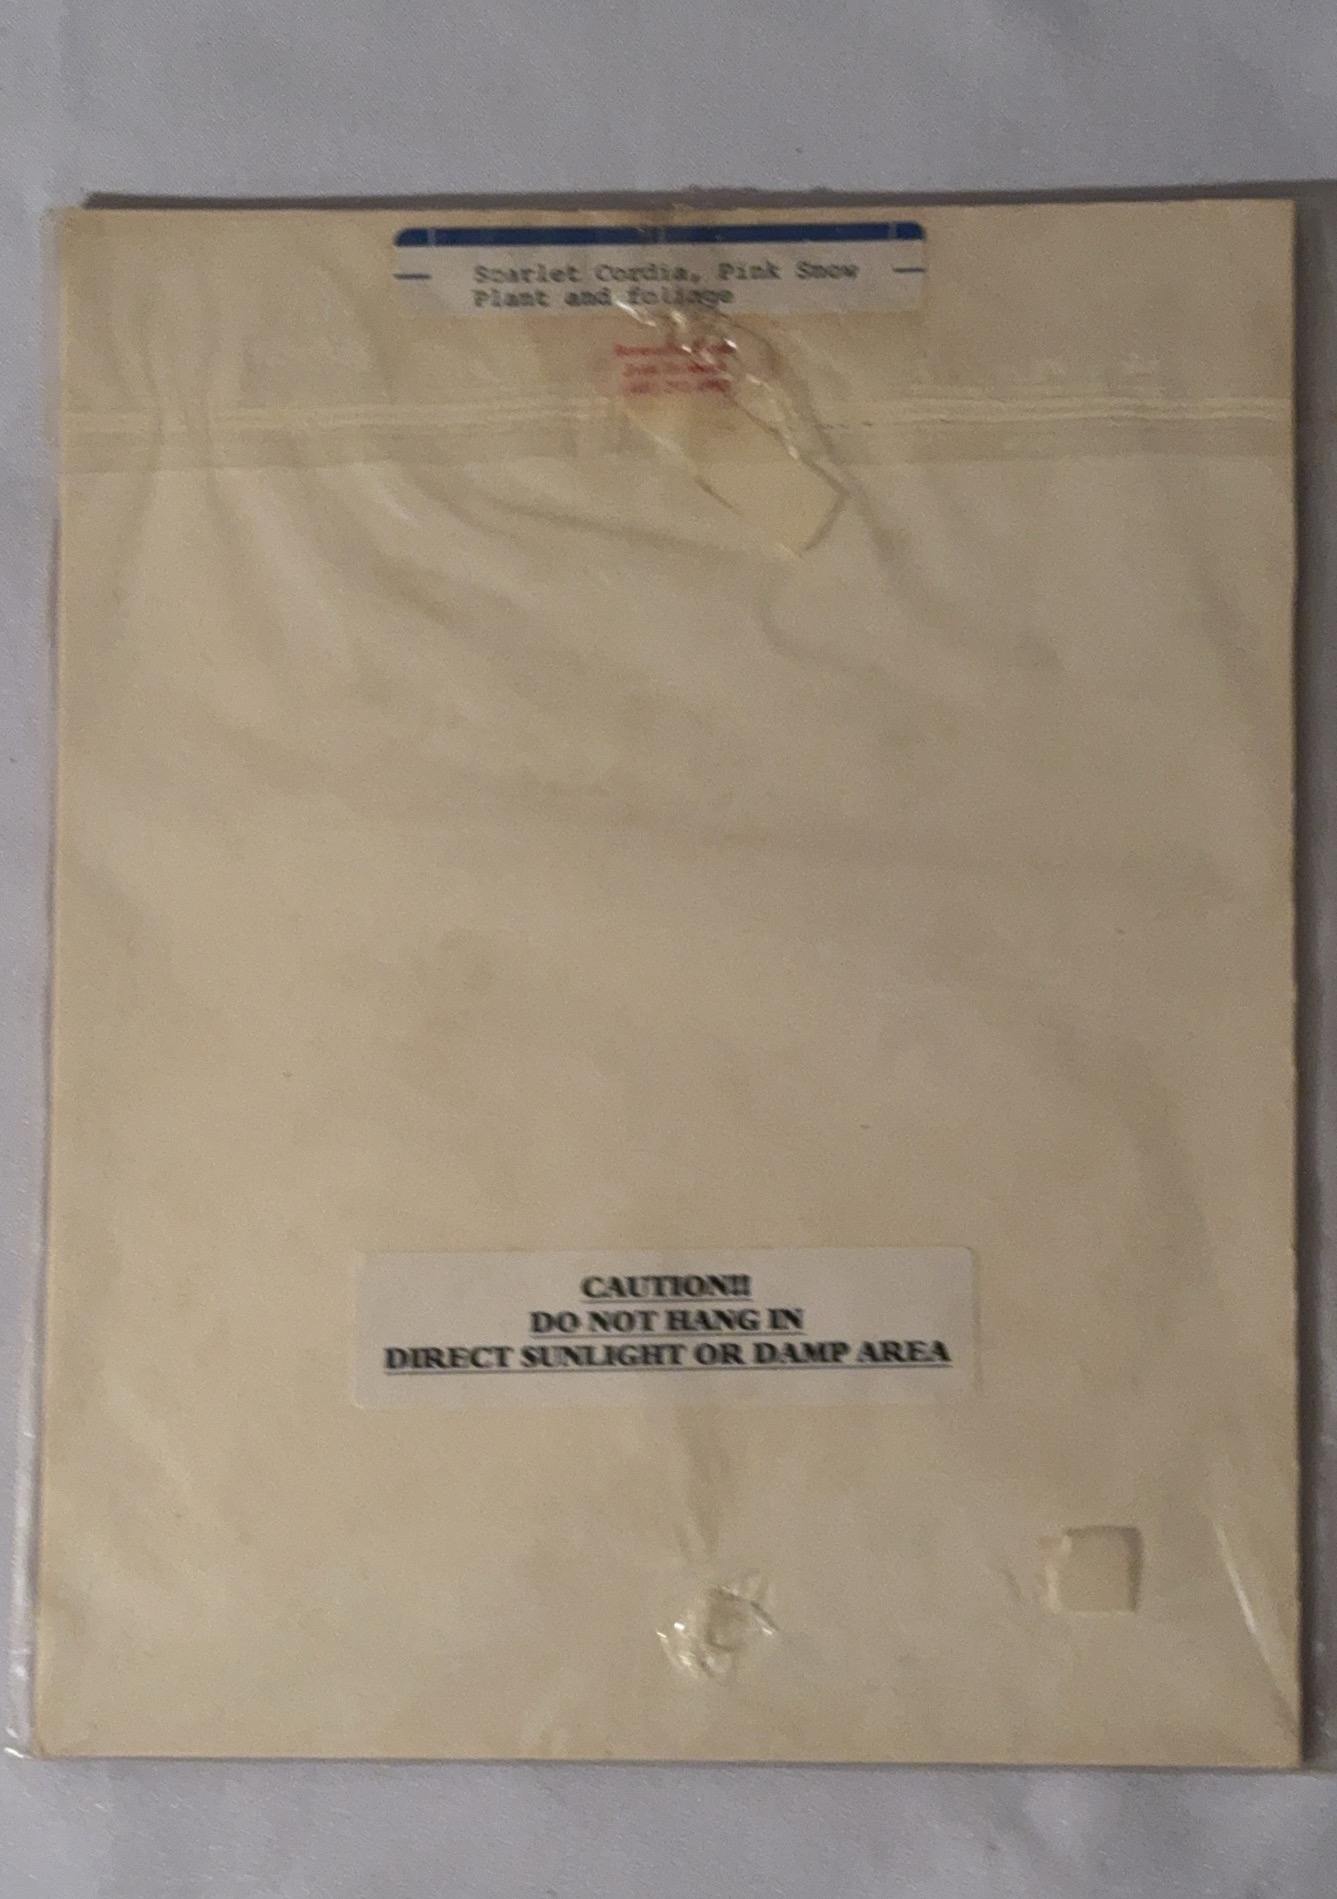 Scarlet Cordia, Pink Snow
Plant and foliage
CAUTION!!
DO NOT HANG IN
DIRECT SUNLIGHT OR DAMP AREA